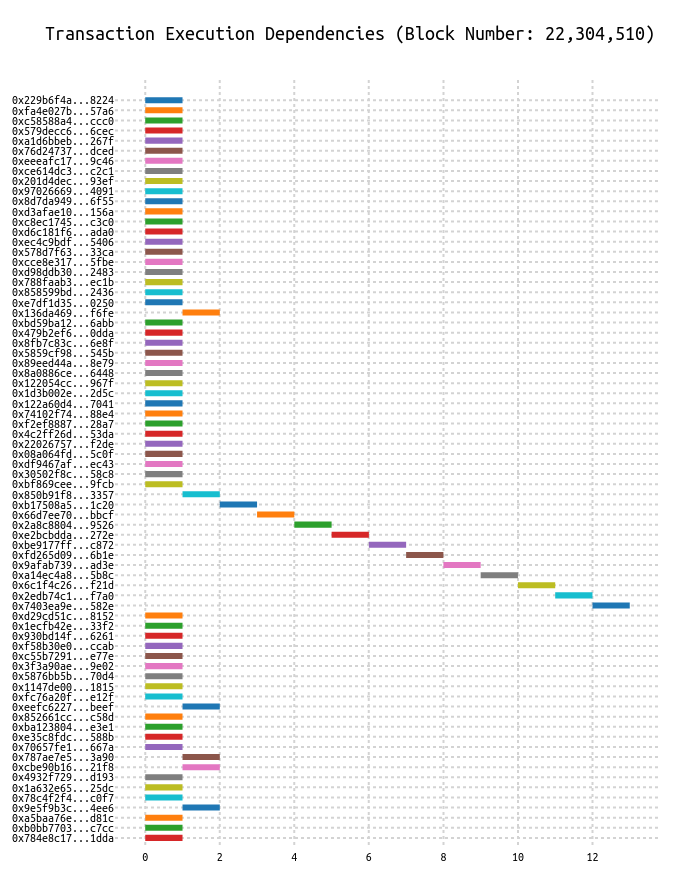 Transaction Execution Dependencies (Block Number: 22,304,510)
0x229b6f4a...8224
0xfa4e027b...57a6
0xc58588a4...ccc0
0x579decc6...6cec
0xa1d6bbeb...267f
0x76d24737...dced
0xeeeafc17...9c46
0xce614dc3...c2c1
0x201d4dec...93ef
0x97026669...4091
0x8d7da949...6f55
0xd3afae10...156a
0xc8ec1745...c3c0
0xd6c181f6...ada0
0xec4c9bdf...5406
0x578d7f63...33ca
0xcce8e317...5fbe
0xd98ddb30...2483
0x788faab3...ec1b
0x858599bd...2436
0xe7df1d35...0250
0x136da469...f6fe
0xbd59ba12...6abb
0x479b2ef6...0dda
0x8fb7c83c...6e8f
0x5859cf98...545b
0x89eed44a...8e79
0x8a0886ce...6448
0x122054cc...967f
0x1d3b002e...2d5c
0x122a60d4...7041
0x74102f74...88e4
0xf2ef8887...28a7
0x4c2ff26d...53da
0x22026757...f2de
0x08a064fd...5c0f
0xdf9467af...ec43
0x30502f8c...58c8
0xbf869cee...9fcb
0x850b91f8...3357
0xb17508a5...1c20
0x66d7ee70...bbcf
0x2a8c8804...9526
0xe2bcbdda...272e
0xbe9177ff...c872
0xfd265d09...6b1e
0x9afab739...ad3e
0xa14ec4a8...5b8c
0x6c1f4c26...f21d
0x2edb74c1...f7a0
0x7403ea9e...582e
0xd29cd51c...8152
0x1ecfb42e...33f2
0x930bd14f...6261
0xf58b30e0...ccab
0xc55b7291...e77e
0x3f3a90ae...9e02
0x5876bb5b...70d4
0x1147de00...1815
0xfc76a20f...e12f
0xeefc6227...beef
0x852661cc...c58d
0xba123804...e3e1
0xe35c8fdc...588b
0x70657fe1...667a
0x787ae7e5...3a90
0xcbe90b16...21f8
0x4932f729...d193
0x1a632e65...25dc
0x78c4f2f4...c0f7
0x9e5f9b3c...4ee6
0xa5baa76e...d81c
0xb0bb7703...c7cc
0x784e8c17...1dda
0 2 4 6 8 10 12